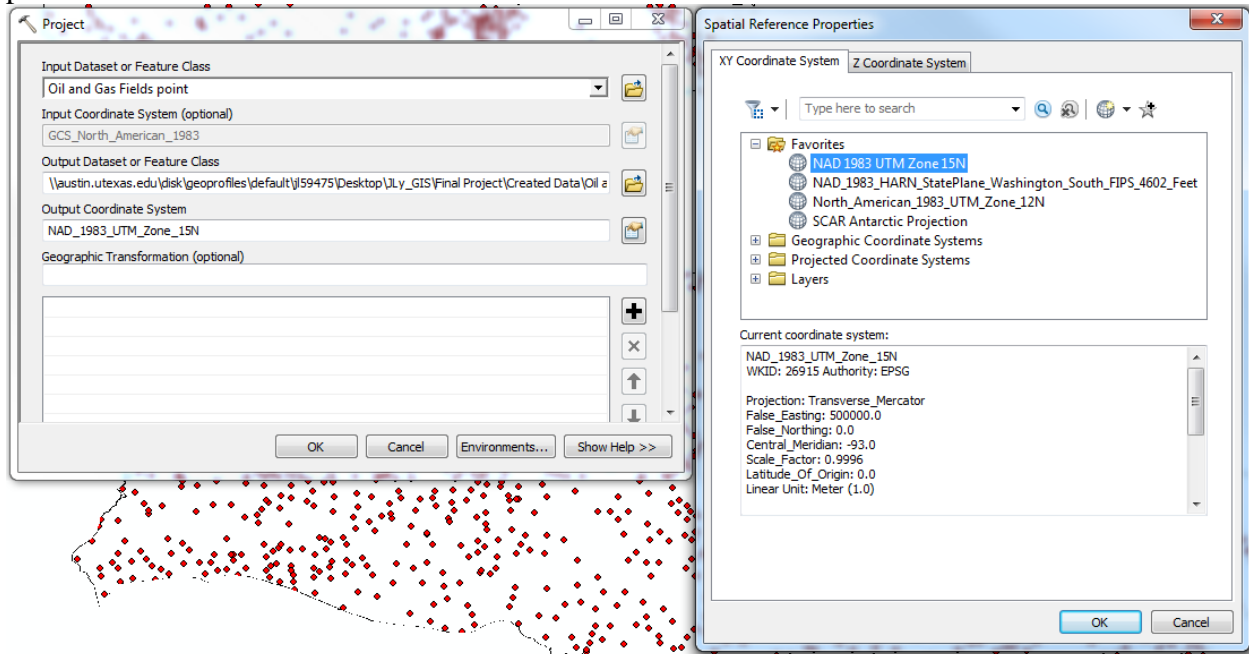 Project
Input Dataset or Feature Class
Oil and Gas Fields point
Input Coordinate System (optional)
GCS_North_American_1983
Output Dataset or Feature Class
\\austin.utexas.edu\disk\geoprofiles\default\jl59475\Desktop\JLy_GIS\Final Project\Created Data\Oil a
Output Coordinate System
NAD_1983_UTM_Zone_15N
Geographic Transformation (optional)
OK
Cancel
Environments...
Show Help >>
Spatial Reference Properties
XY Coordinate System
Z Coordinate System
Type here to search
Favorites
NAD 1983 UTM Zone 15N
NAD_1983_HARN_StatePlane_Washington_South_FIPS_4602_Feet
North_American_1983_UTM_Zone_12N
SCAR Antarctic Projection
Geographic Coordinate Systems
Projected Coordinate Systems
Layers
Current coordinate system:
NAD_1983_UTM_Zone_15N
WKID: 26915 Authority: EPSG
Projection: Transverse_Mercator
False_Easting: 500000.0
False_Northing: 0.0
Central_Meridian: -93.0
Scale_Factor: 0.9996
Latitude_Of_Origin: 0.0
Linear Unit: Meter (1.0)
OK
Cancel